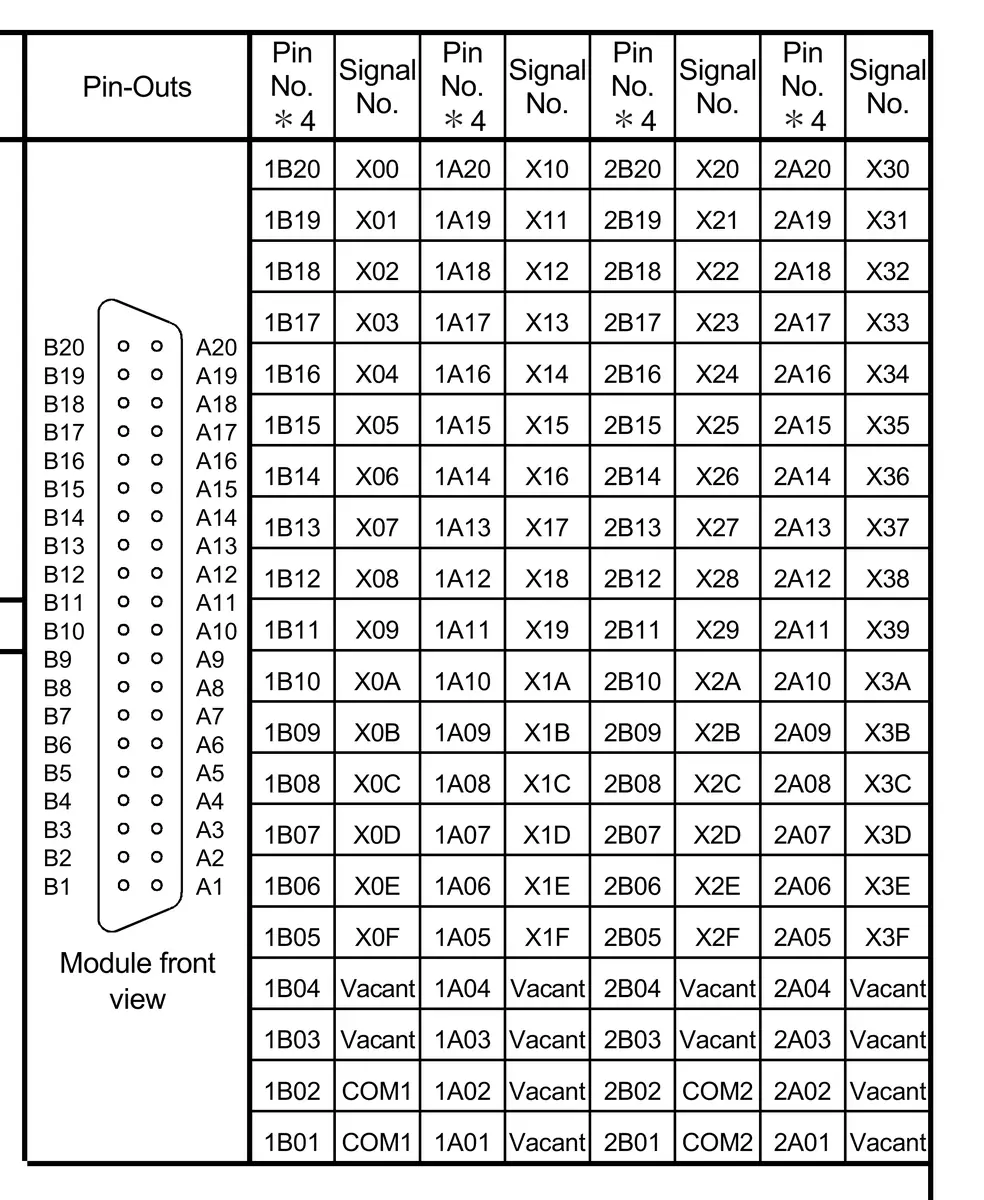 Pin-Outs
Pin No. ＊4 Signal No. Pin No. ＊4 Signal No. Pin No. ＊4 Signal No. Pin No. ＊4 Signal No.
B20 A20
B19 A19
B18 A18
B17 A17
B16 A16
B15 A15
B14 A14
B13 A13
B12 A12
B11 A11
B10 A10
B9 A9
B8 A8
B7 A7
B6 A6
B5 A5
B4 A4
B3 A3
B2 A2
B1 A1
Module front
view
1B20 X00 1A20 X10 2B20 X20 2A20 X30
1B19 X01 1A19 X11 2B19 X21 2A19 X31
1B18 X02 1A18 X12 2B18 X22 2A18 X32
1B17 X03 1A17 X13 2B17 X23 2A17 X33
1B16 X04 1A16 X14 2B16 X24 2A16 X34
1B15 X05 1A15 X15 2B15 X25 2A15 X35
1B14 X06 1A14 X16 2B14 X26 2A14 X36
1B13 X07 1A13 X17 2B13 X27 2A13 X37
1B12 X08 1A12 X18 2B12 X28 2A12 X38
1B11 X09 1A11 X19 2B11 X29 2A11 X39
1B10 X0A 1A10 X1A 2B10 X2A 2A10 X3A
1B09 X0B 1A09 X1B 2B09 X2B 2A09 X3B
1B08 X0C 1A08 X1C 2B08 X2C 2A08 X3C
1B07 X0D 1A07 X1D 2B07 X2D 2A07 X3D
1B06 X0E 1A06 X1E 2B06 X2E 2A06 X3E
1B05 X0F 1A05 X1F 2B05 X2F 2A05 X3F
1B04 Vacant 1A04 Vacant 2B04 Vacant 2A04 Vacant
1B03 Vacant 1A03 Vacant 2B03 Vacant 2A03 Vacant
1B02 COM1 1A02 Vacant 2B02 COM2 2A02 Vacant
1B01 COM1 1A01 Vacant 2B01 COM2 2A01 Vacant